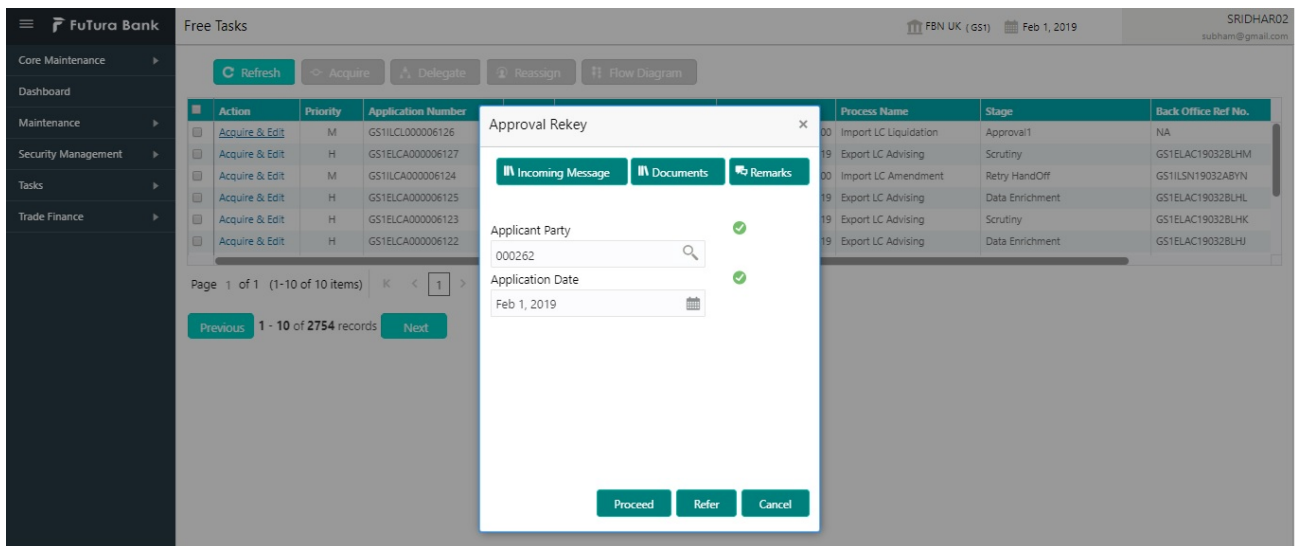 FuTura Bank
Free Tasks
FBN UK ( GS1)
Feb 1, 2019
SRIDHAR02
subham@gmail.com
Core Maintenance
Dashboard
Maintenance
Security Management
Tasks
Trade Finance
Refresh
Acquire
Delegate
Reassign
Flow Diagram
Action Priority Application Number Process Name Stage Back Office Ref No.
Acquire & Edit M GS1ILCL000006126 00 Import LC Liquidation Approval1 NA
Acquire & Edit H GS1ELCA000006127 19 Export LC Advising Scrutiny GS1ELAC19032BLHM
Acquire & Edit M GS1ILCA000006124 00 Import LC Amendment Retry HandOff GS1ILSN19032ABYN
Acquire & Edit H GS1ELCA000006125 19 Export LC Advising Data Enrichment GS1ELAC19032BLHL
Acquire & Edit H GS1ELCA000006123 19 Export LC Advising Scrutiny GS1ELAC19032BLHK
Acquire & Edit H GS1ELCA000006122 19 Export LC Advising Data Enrichment GS1ELAC19032BLHJ
Page 1 of 1 (1-10 of 10 items) K < 1 >
Previous 1 - 10 of 2754 records Next
Approval Rekey ×
Incoming Message
Documents
Remarks
Applicant Party
000262
Application Date
Feb 1, 2019
Proceed
Refer
Cancel